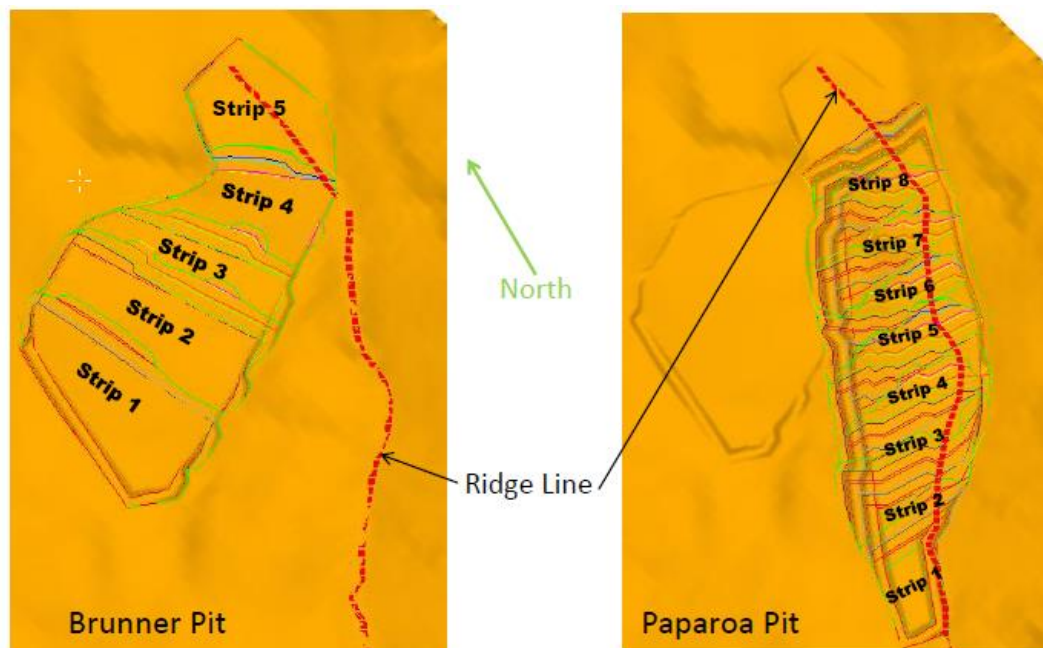 Strip 5
Strip 4
Strip 3
Strip 2
Strip 1
Brunner Pit
North
Ridge Line
Strip 8
Strip 7
Strip 6
Strip 5
Strip 4
Strip 3
Strip 2
Strip 1
Paparoa Pit